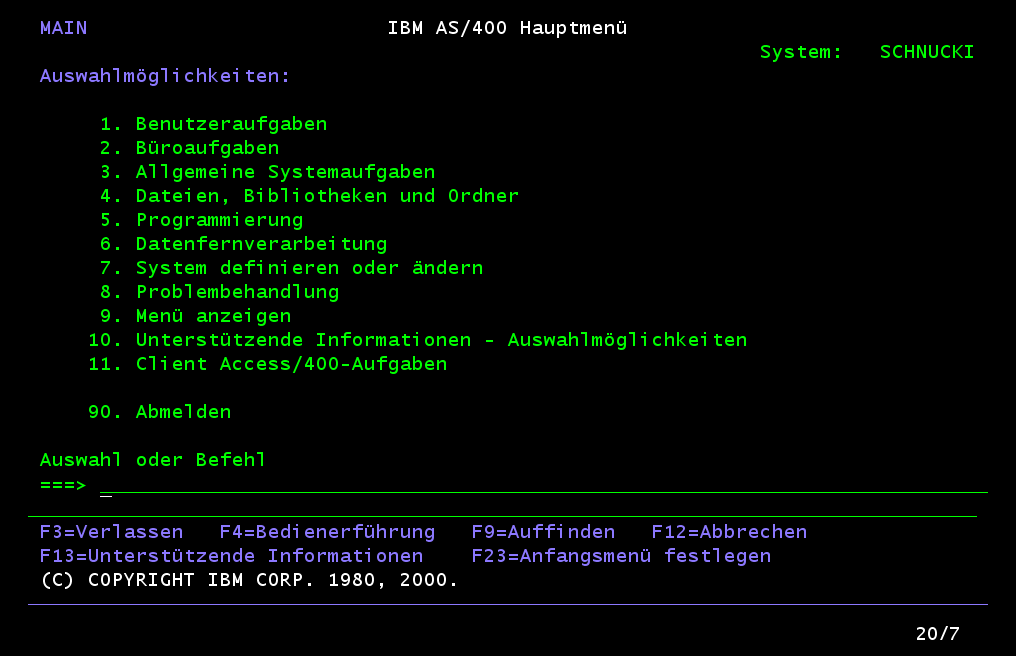 MAIN IBM AS/400 Hauptmenü
System: SCHNUCKI
Auswahlmöglichkeiten:
1. Benutzeraufgaben
2. Büroaufgaben
3. Allgemeine Systemaufgaben
4. Dateien, Bibliotheken und Ordner
5. Programmierung
6. Datenfernverarbeitung
7. System definieren oder ändern
8. Problembehandlung
9. Menü anzeigen
10. Unterstützende Informationen - Auswahlmöglichkeiten
11. Client Access/400-Aufgaben
90. Abmelden
Auswahl oder Befehl
===>
F3=Verlassen F4=Bedienerführung F9=Auffinden F12=Abbrechen
F13=Unterstützende Informationen F23=Anfangsmenü festlegen
(C) COPYRIGHT IBM CORP. 1980, 2000.
20/7